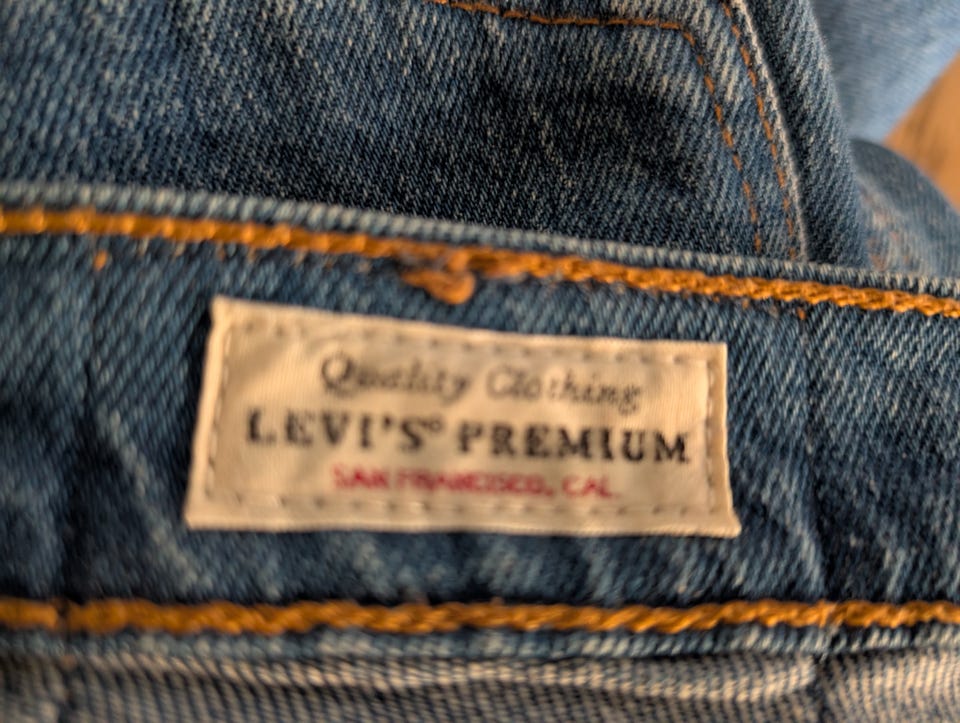 Quality Clothing
LEVI'S® PREMIUM
SAN FRANCISCO, CAL.